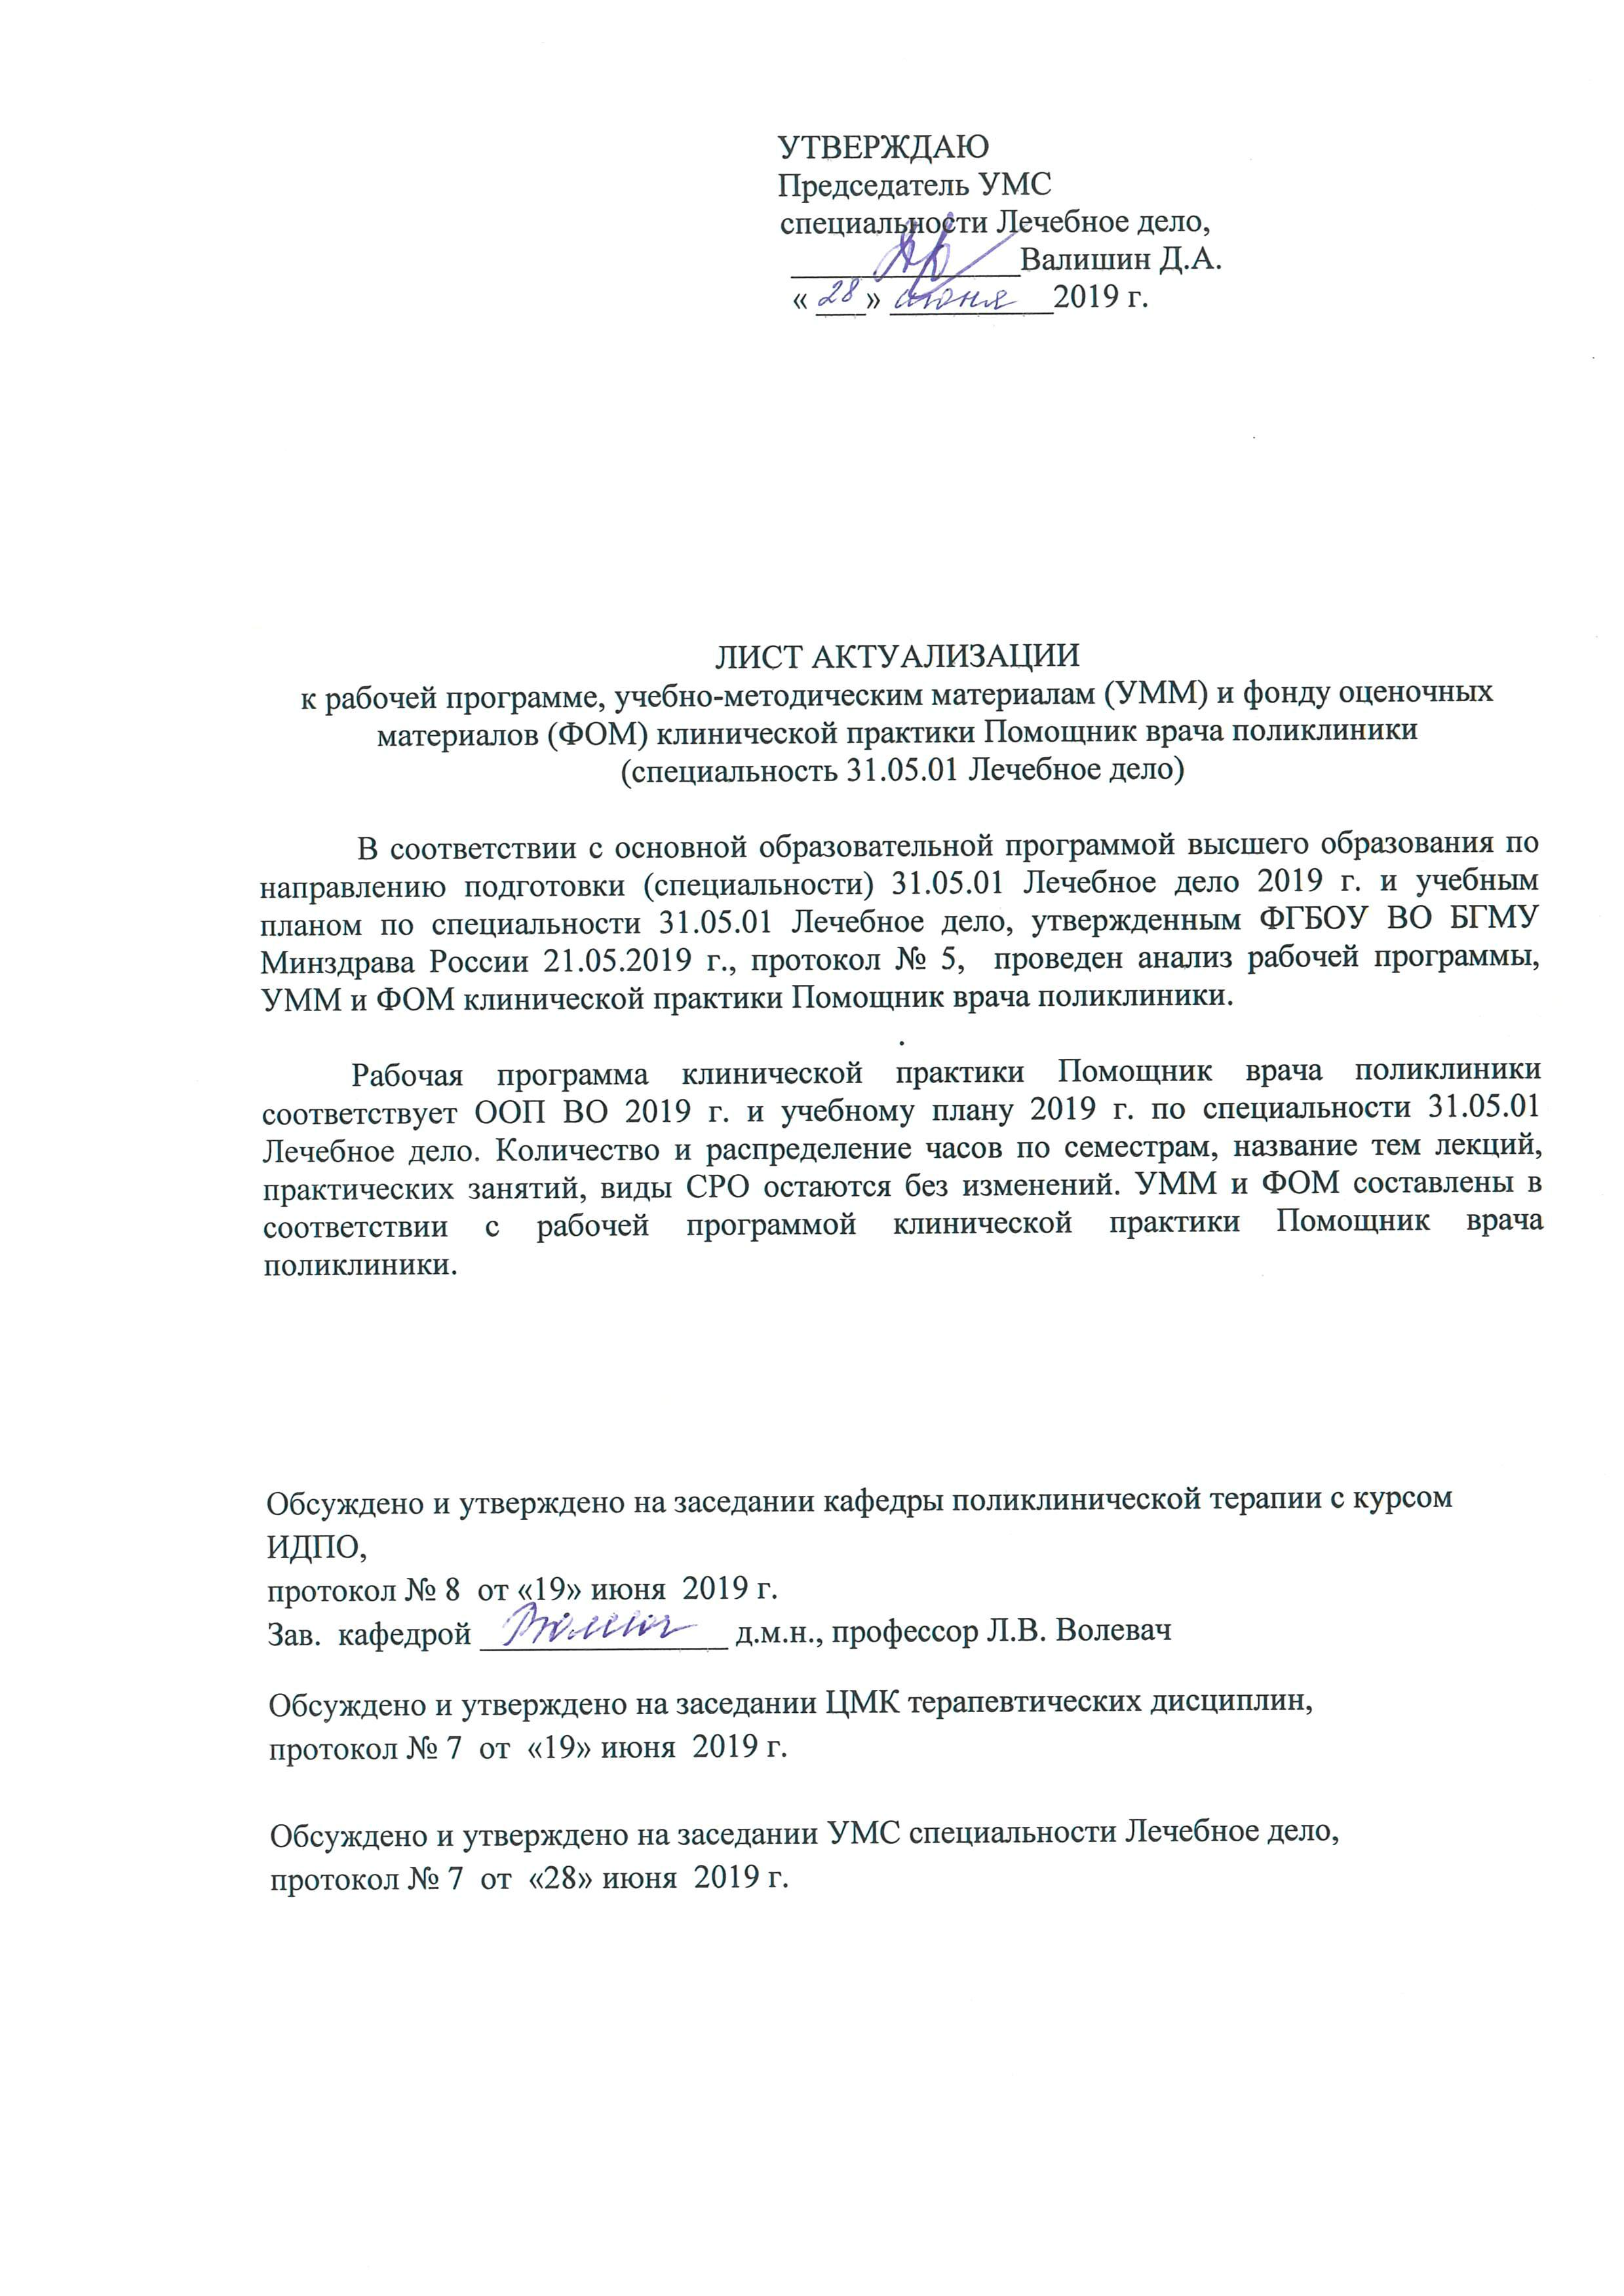 УТВЕРЖДАЮ
Председатель УМС
специальности Лечебное дело,
______________Валишин Д.А.
« 28 » июня 2019 г.
ЛИСТ АКТУАЛИЗАЦИИ
к рабочей программе, учебно-методическим материалам (УММ) и фонду оценочных
материалов (ФОМ) клинической практики Помощник врача поликлиники
(специальность 31.05.01 Лечебное дело)
В соответствии с основной образовательной программой высшего образования по
направлению подготовки (специальности) 31.05.01 Лечебное дело 2019 г. и учебным
планом по специальности 31.05.01 Лечебное дело, утвержденным ФГБОУ ВО БГМУ
Минздрава России 21.05.2019 г., протокол № 5, проведен анализ рабочей программы,
УММ и ФОМ клинической практики Помощник врача поликлиники.
.
Рабочая программа клинической практики Помощник врача поликлиники
соответствует ООП ВО 2019 г. и учебному плану 2019 г. по специальности 31.05.01
Лечебное дело. Количество и распределение часов по семестрам, название тем лекций,
практических занятий, виды СРО остаются без изменений. УММ и ФОМ составлены в
соответствии с рабочей программой клинической практики Помощник врача
поликлиники.
Обсуждено и утверждено на заседании кафедры поликлинической терапии с курсом
ИДПО,
протокол № 8 от «19» июня 2019 г.
Зав. кафедрой _______________ д.м.н., профессор Л.В. Волевач
Обсуждено и утверждено на заседании ЦМК терапевтических дисциплин,
протокол № 7 от «19» июня 2019 г.
Обсуждено и утверждено на заседании УМС специальности Лечебное дело,
протокол № 7 от «28» июня 2019 г.